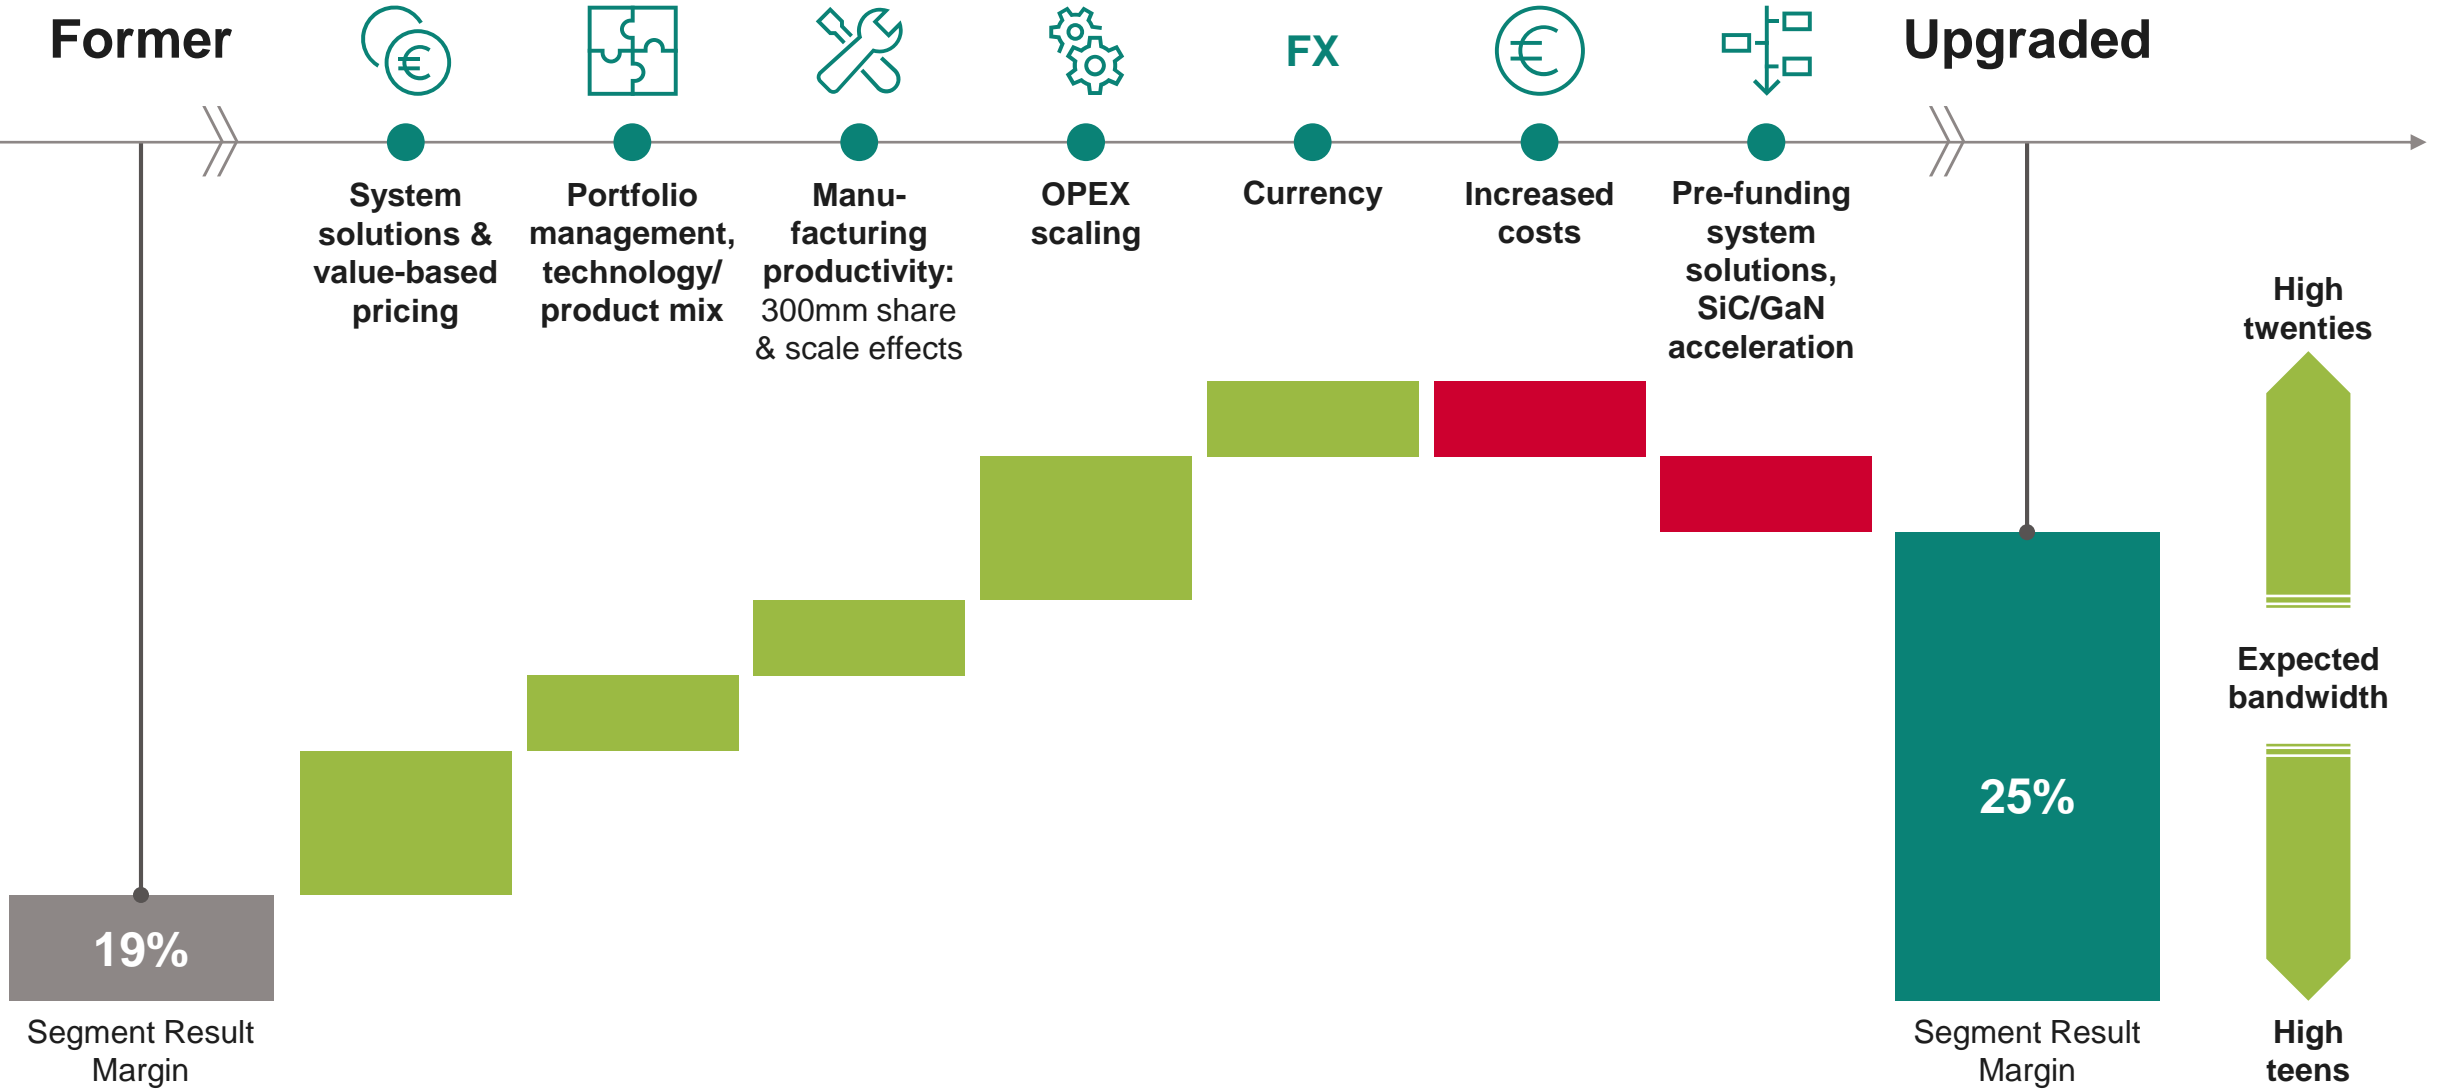 Former
FX
Upgraded
System
solutions &
value-based
pricing
Portfolio
management,
technology/
product mix
Manu-
facturing
productivity:
300mm share
& scale effects
OPEX
scaling
Currency
Increased
costs
Pre-funding
system
solutions,
SiC/GaN
acceleration
High
twenties
Expected
bandwidth
25%
19%
Segment Result
Margin
Segment Result
Margin
High
teens